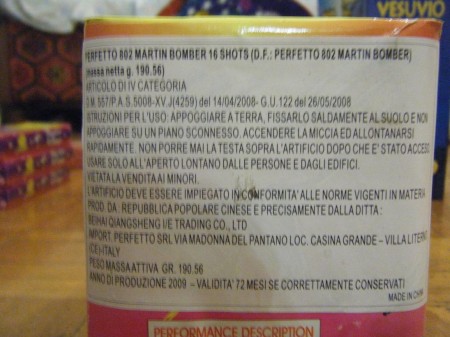 PERFETTO 802 MARTIN BOMBER 16 SHOTS (D.F.: PERFETTO 802 MARTIN BOMBER)
(massa netta g. 190.56)
ARTICOLO DI IV CATEGORIA
D.M. 557/P.A.S.5008-XV.J(4259) del 14/04/2008- G.U.122 del 26/05/2008
ISTRUZIONI PER L'USO: APPOGGIARE A TERRA, FISSARLO SALDAMENTE AL SUOLO E NON
APPOGGIARE SU UN PIANO SCONNESSO. ACCENDERE LA MICCIA ED ALLONTANARSI
RAPIDAMENTE. NON PORRE MAI LA TESTA SOPRA L'ARTIFICIO DOPO CHE E' STATO ACCESO
USARE SOLO ALL'APERTO LONTANO DALLE PERSONE E DAGLI EDIFICI.
VIETATA LA VENDITA AI MINORI.
L'ARTIFICIO DEVE ESSERE IMPIEGATO IN CONFORMITA' ALLE NORME VIGENTI IN MATERIA
PROD. DA REPUBBLICA POPOLARE CINESE E PRECISAMENTE DALLA DITTA :
BEIHAI QIANGSHENG I/E TRADING CO., LTD
IMPORT. PERFETTO SRL VIA MADONNA DEL PANTANO LOC. CASINA GRANDE – VILLA LITERNO
(CE)-ITALY
PESO MASSA ATTIVA GR. 190.56
ANNO DI PRODUZIONE 2009 – VALIDITA' 72 MESI SE CORRETTAMENTE CONSERVATI
MADE IN CHINA
PERFORMANCE DESCRIPTION
VESUVIO